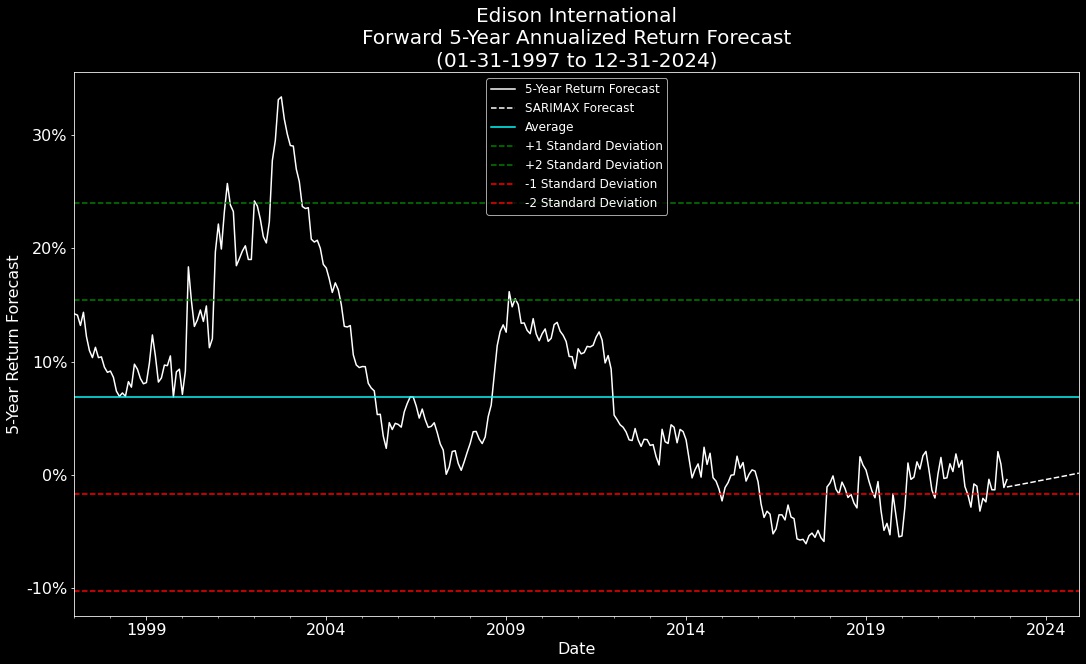 Edison International
Forward 5-Year Annualized Return Forecast
(01-31-1997 to 12-31-2024)
5-Year Return Forecast
SARIMAX Forecast
Average
+1 Standard Deviation
+2 Standard Deviation
-1 Standard Deviation
-2 Standard Deviation
5-Year Return Forecast
30%
20%
10%
0%
-10%
1999 2004 2009 2014 2019 2024
Date